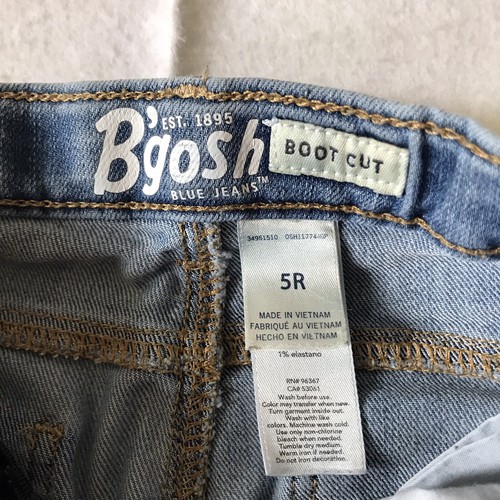 EST. 1895
B'gosh
BLUE JEANS™
BOOT CUT
34961510
5R
MADE IN VIETNAM
FABRIQUÉ AU VIETNAM
HECHO EN VIETNAM
1% elastano
RN# 96367
CA# 53061
Wash before use.
Color may transfer when new.
Turn garment inside out.
Wash with like
colors. Machine wash cold.
Use only non-chlorine
bleach when needed.
Tumble dry medium.
Warm iron if needed.
Do not iron decoration.